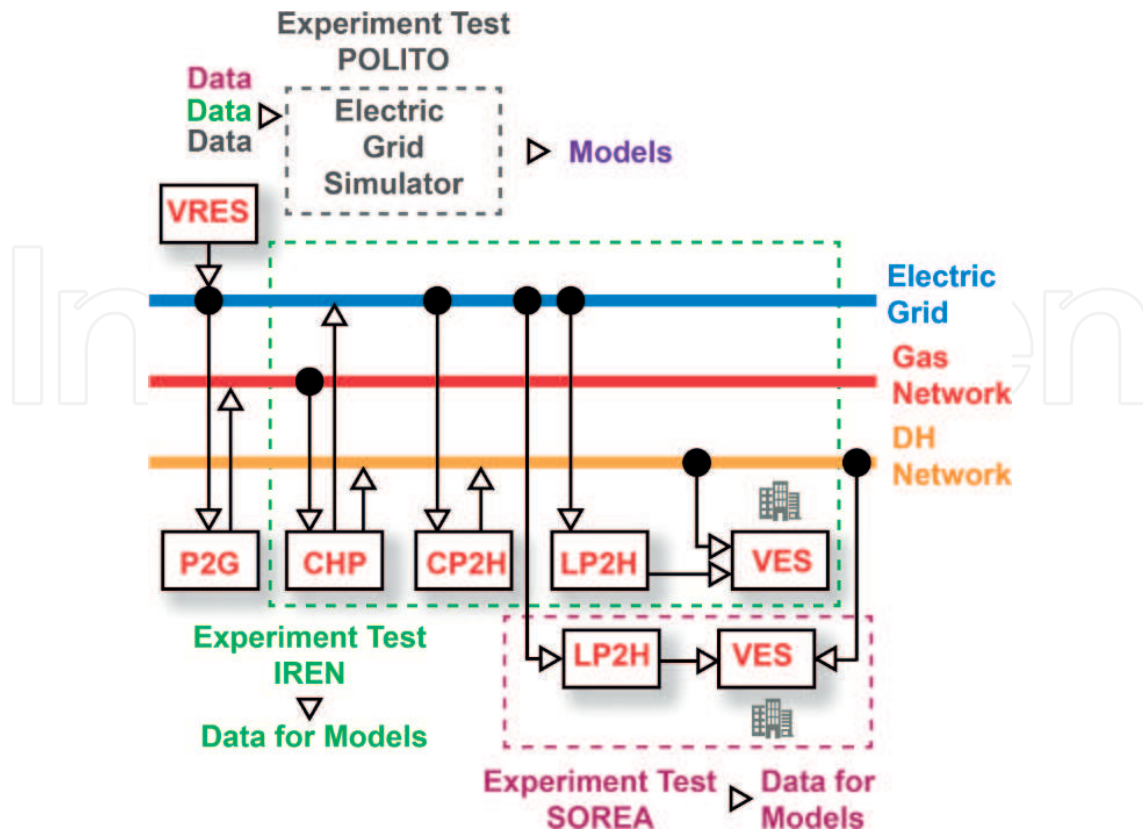 Experiment Test
POLITO
Data
Data
Data
Electric
Grid
Simulator
Models
VRES
Electric
Grid
Gas
Network
DH
Network
P2G
CHP
CP2H
LP2H
VES
Experiment Test
IREN
Data for Models
LP2H
VES
Experiment Test
SOREA
Data for
Models